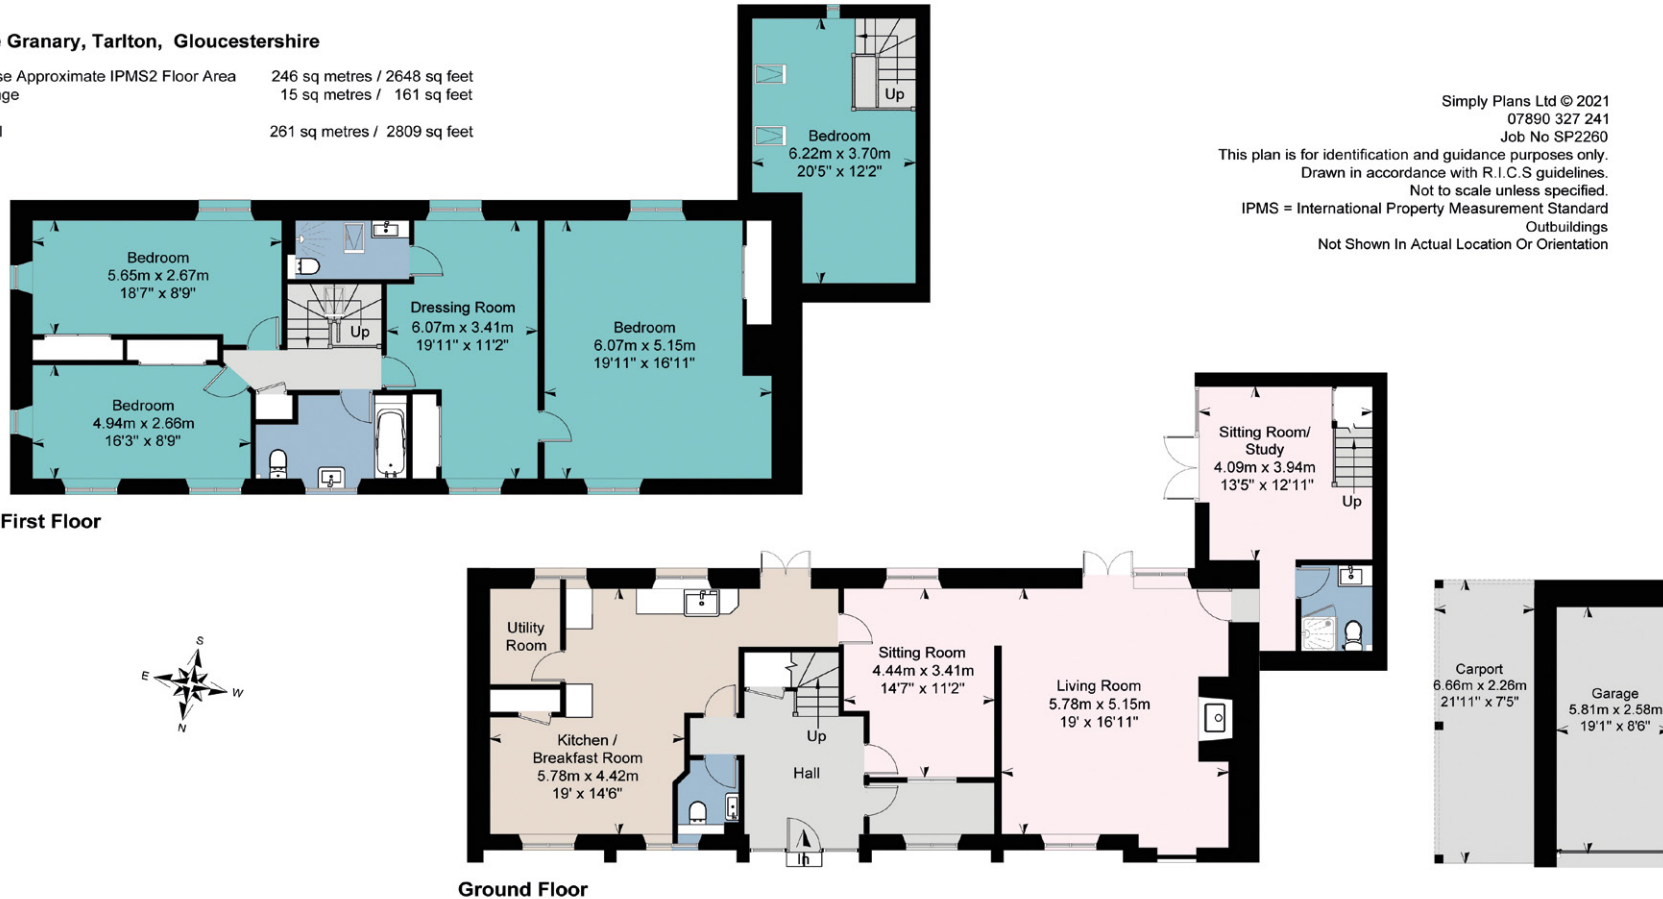 Granary, Tarlton, Gloucestershire
Approximate IPMS2 Floor Area 246 sq metres / 2648 sq feet
15 sq metres / 161 sq feet
261 sq metres / 2809 sq feet
Simply Plans Ltd © 2021
07890 327 241
Job No SP2260
This plan is for identification and guidance purposes only.
Drawn in accordance with R.I.C.S guidelines.
Not to scale unless specified.
IPMS = International Property Measurement Standard
Outbuildings
Not Shown In Actual Location Or Orientation
Up
Bedroom
6.22m x 3.70m
20'5" x 12'2"
Bedroom
5.65m x 2.67m
18'7" x 8'9"
Up
Dressing Room
6.07m x 3.41m
19'11" x 11'2"
Bedroom
6.07m x 5.15m
19'11" x 16'11"
Bedroom
4.94m x 2.66m
16'3" x 8'9"
First Floor
Sitting Room/
Study
4.09m x 3.94m
13'5" x 12'11"
Up
S
E
W
N
Utility
Room
Kitchen /
Breakfast Room
5.78m x 4.42m
19' x 14'6"
Up
Hall
In
Sitting Room
4.44m x 3.41m
14'7" x 11'2"
Living Room
5.78m x 5.15m
19' x 16'11"
Carport
6.66m x 2.26m
21'11" x 7'5"
Garage
5.81m x 2.58m
19'1" x 8'6"
Ground Floor